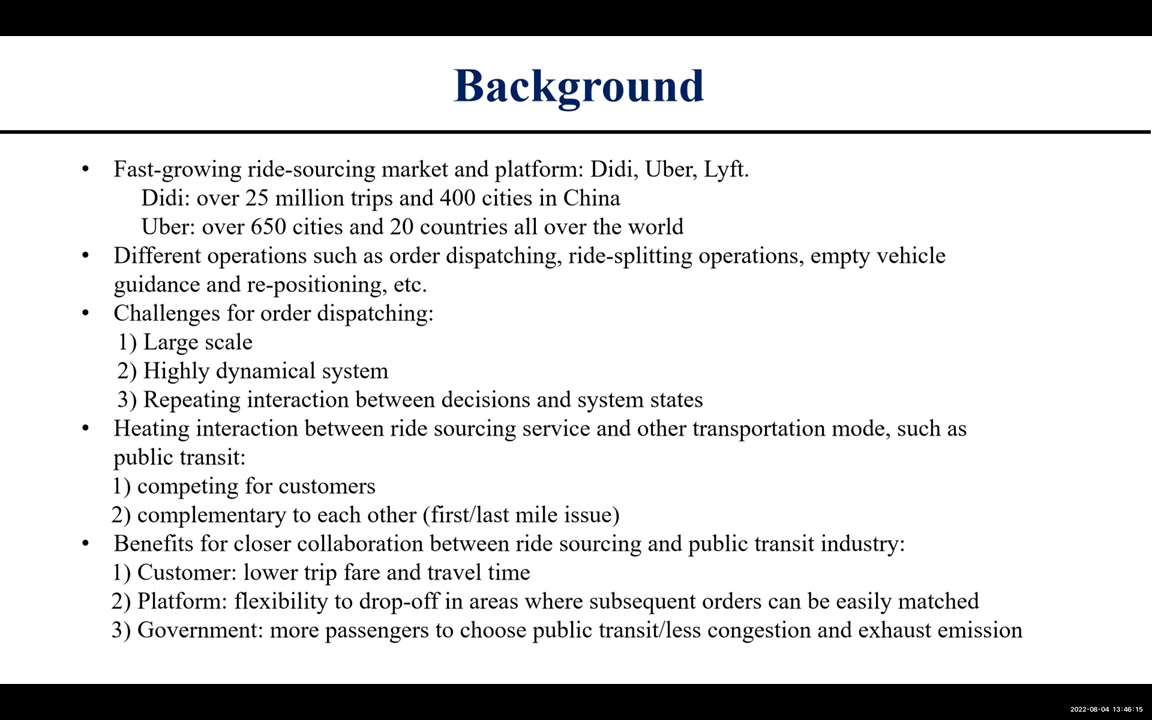 Background
• Fast-growing ride-sourcing market and platform: Didi, Uber, Lyft.
Didi: over 25 million trips and 400 cities in China
Uber: over 650 cities and 20 countries all over the world
• Different operations such as order dispatching, ride-splitting operations, empty vehicle
guidance and re-positioning, etc.
• Challenges for order dispatching:
1) Large scale
2) Highly dynamical system
3) Repeating interaction between decisions and system states
• Heating interaction between ride sourcing service and other transportation mode, such as
public transit:
1) competing for customers
2) complementary to each other (first/last mile issue)
• Benefits for closer collaboration between ride sourcing and public transit industry:
1) Customer: lower trip fare and travel time
2) Platform: flexibility to drop-off in areas where subsequent orders can be easily matched
3) Government: more passengers to choose public transit/less congestion and exhaust emission
2022-08-04 13:46:15